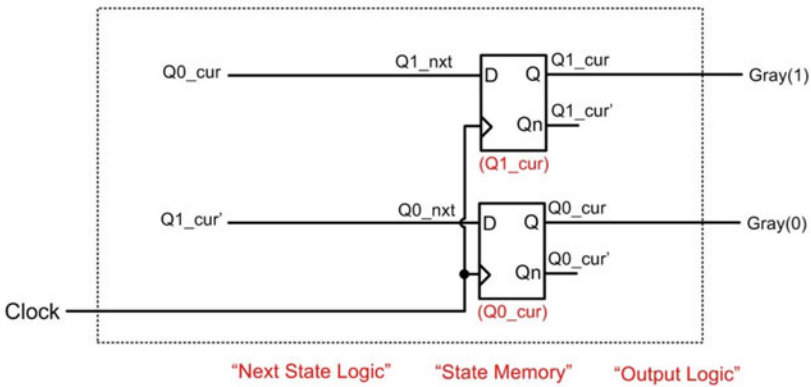 Q0_cur
Q1_nxt
D
Q
Q1_cur
Gray(1)
Qn
Q1_cur'
(Q1_cur)
Q1_cur'
Q0_nxt
D
Q
Q0_cur
Gray(0)
Qn
Q0_cur'
Clock
(Q0_cur)
“Next State Logic”
“State Memory”
“Output Logic”